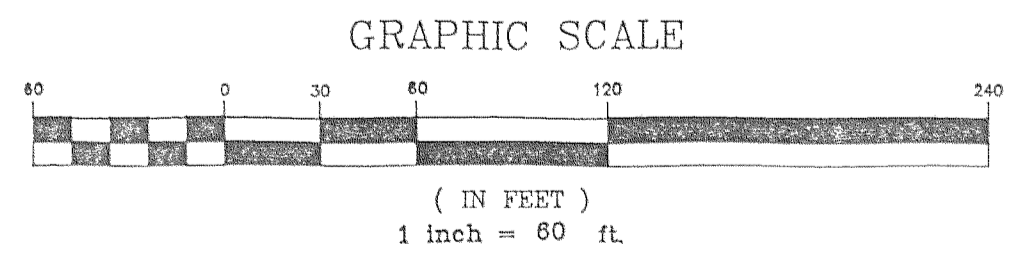 GRAPHIC SCALE
60 0 30 60 120 240
( IN FEET )
1 inch = 60 ft.